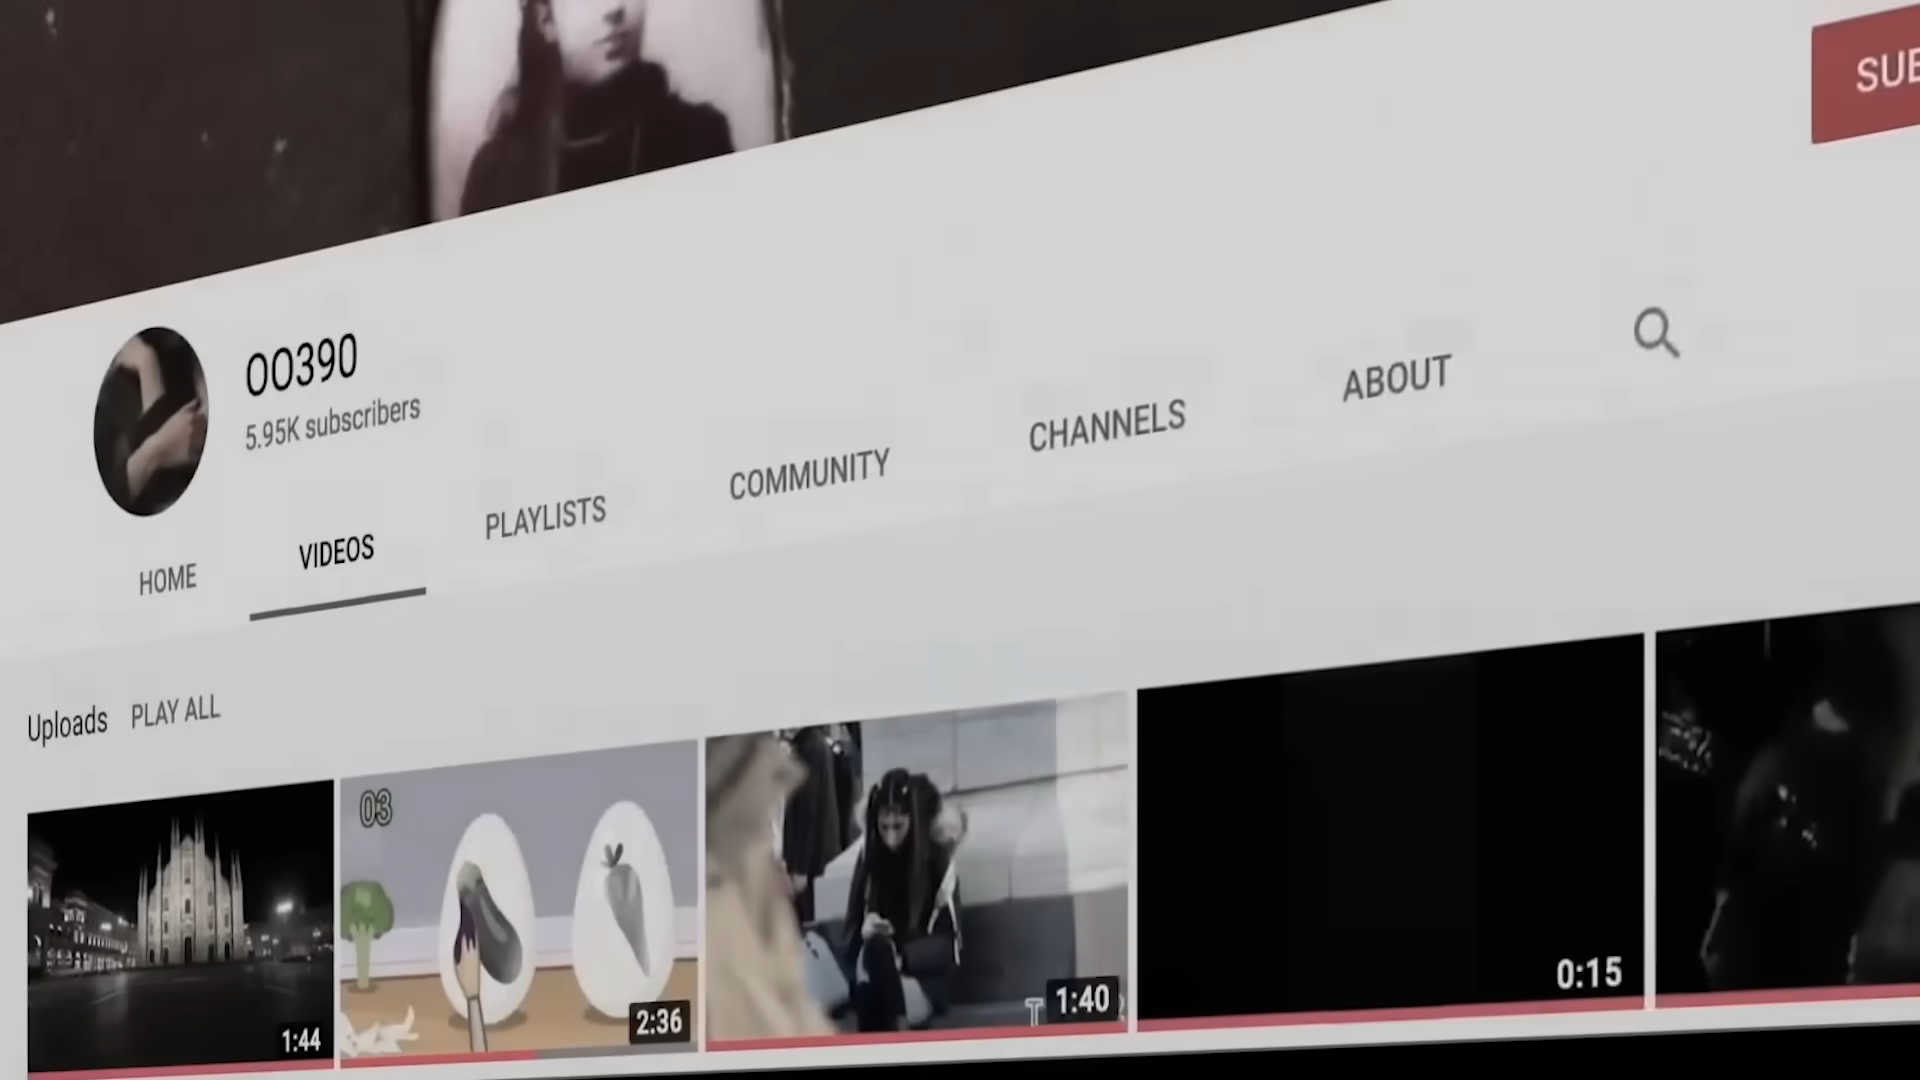 SUB
OO390
5.95K subscribers
HOME
VIDEOS
PLAYLISTS
COMMUNITY
CHANNELS
ABOUT
Uploads
PLAY ALL
03
1:44
2:36
T
1:40
0:15